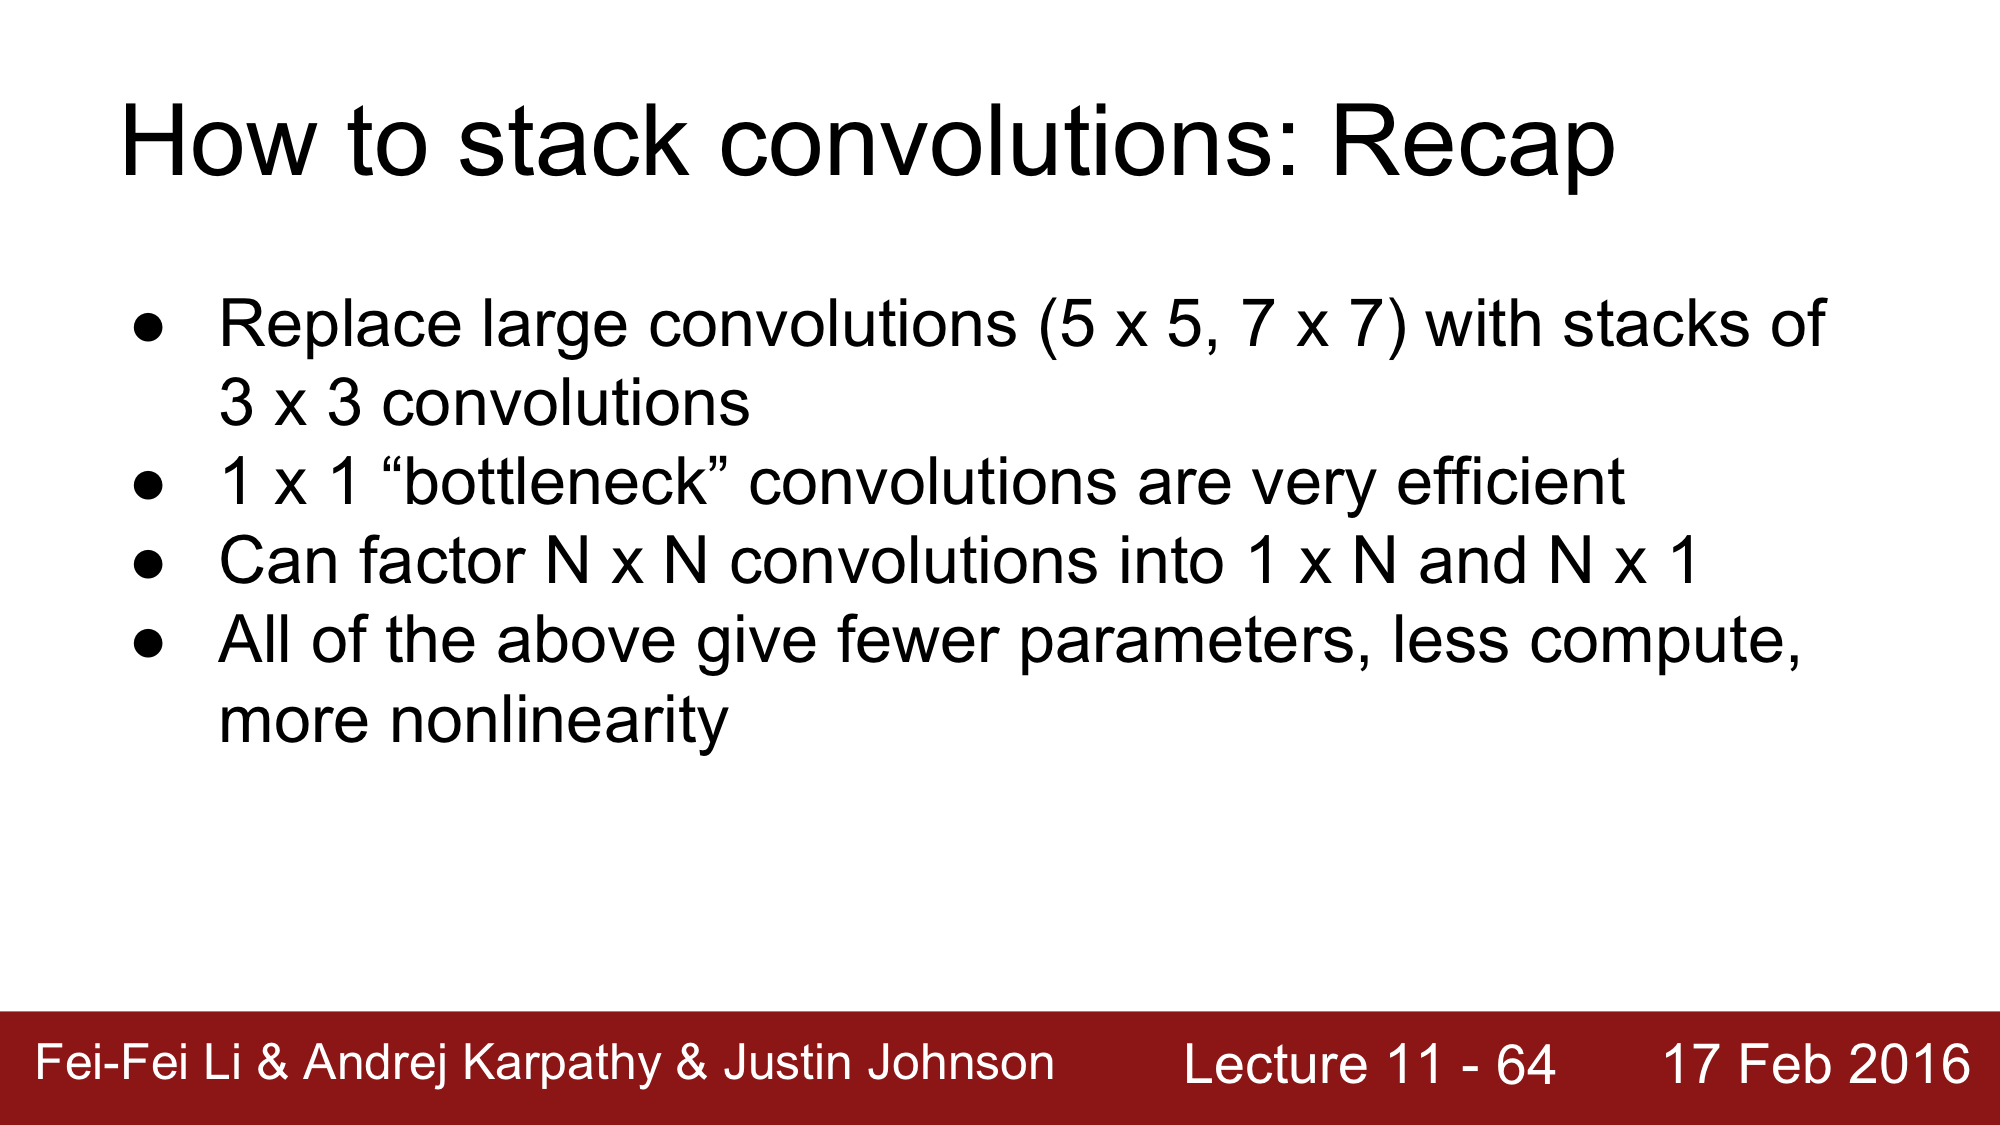 How to stack convolutions: Recap
● Replace large convolutions (5 x 5, 7 x 7) with stacks of
3 x 3 convolutions
● 1 x 1 “bottleneck” convolutions are very efficient
● Can factor N x N convolutions into 1 x N and N x 1
● All of the above give fewer parameters, less compute,
more nonlinearity
Fei-Fei Li & Andrej Karpathy & Justin Johnson Lecture 11 - 64 17 Feb 2016